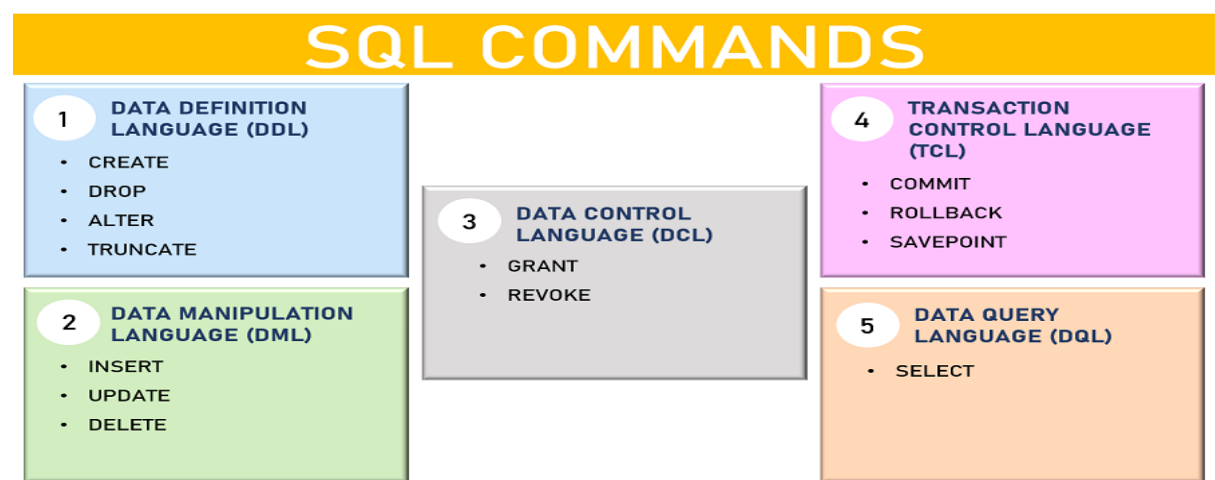 SQL COMMANDS
1
DATA DEFINITION
LANGUAGE (DDL)
• CREATE
• DROP
• ALTER
• TRUNCATE
2
DATA MANIPULATION
LANGUAGE (DML)
• INSERT
• UPDATE
• DELETE
3
DATA CONTROL
LANGUAGE (DCL)
• GRANT
• REVOKE
4
TRANSACTION
CONTROL LANGUAGE
(TCL)
• COMMIT
• ROLLBACK
• SAVEPOINT
5
DATA QUERY
LANGUAGE (DQL)
• SELECT